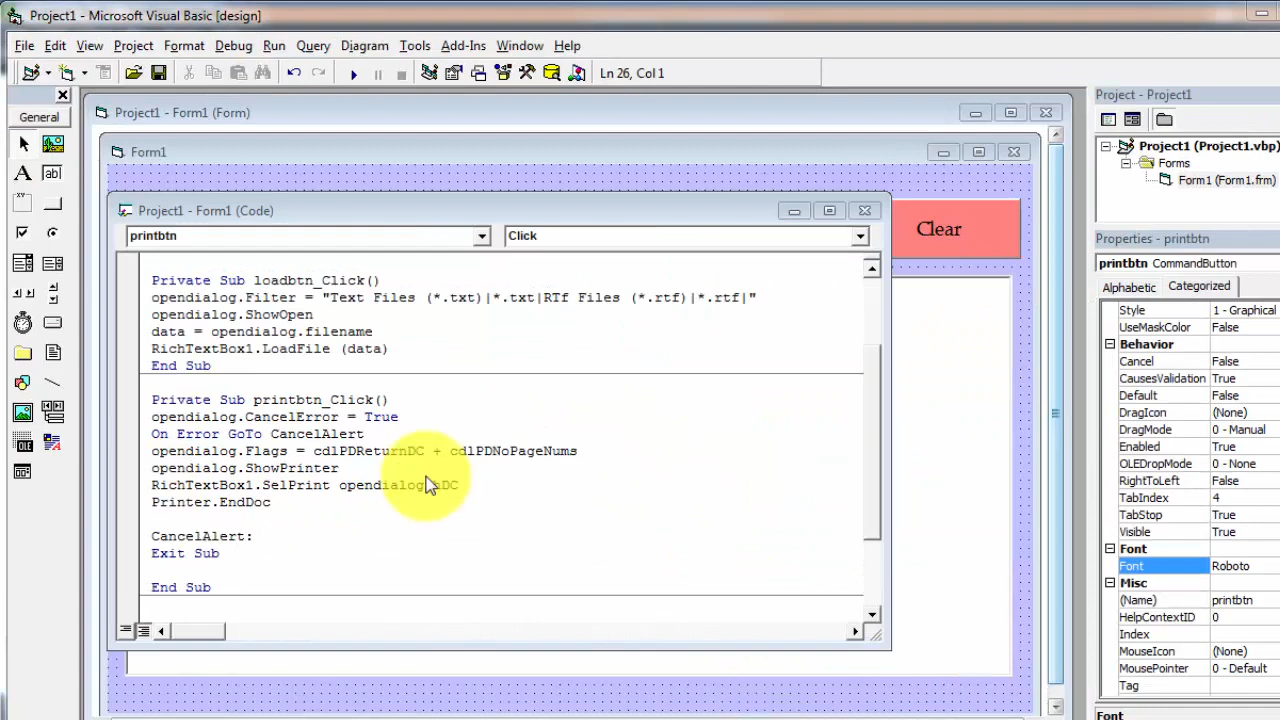 Project1 - Microsoft Visual Basic [design]
File Edit View Project Format Debug Run Query Diagram Tools Add-Ins Window Help
Ln 26, Col 1
General
Project1 - Form1 (Form)
Form1
Clear
Project1 - Form1 (Code)
printbtn Click
Private Sub loadbtn_Click()
opendialog.Filter = "Text Files (*.txt)|*.txt|RTf Files (*.rtf)|*.rtf|"
opendialog.ShowOpen
data = opendialog.filename
RichTextBox1.LoadFile (data)
End Sub
Private Sub printbtn_Click()
opendialog.CancelError = True
On Error GoTo CancelAlert
opendialog.Flags = cdlPDReturnDC + cdlPDNoPageNums
opendialog.ShowPrinter
RichTextBox1.SelPrint opendialog.hDC
Printer.EndDoc
CancelAlert:
Exit Sub
End Sub
Project - Project1
Project1 (Project1.vbp)
Forms
Form1 (Form1.frm)
Properties - printbtn
printbtn CommandButton
Alphabetic Categorized
Style 1 - Graphical
UseMaskColor False
Behavior
Cancel False
CausesValidation True
Default False
DragIcon (None)
DragMode 0 - Manual
Enabled True
OLEDropMode 0 - None
RightToLeft False
TabIndex 4
TabStop True
Visible True
Font
Font Roboto
Misc
(Name) printbtn
HelpContextID 0
Index
MouseIcon (None)
MousePointer 0 - Default
Tag
Font